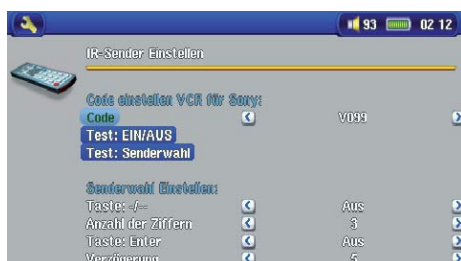 93 02 12
IR-Sender Einstellen
Code einstellen VCR für Sony:
Code V099
Test: EIN/AUS
Test: Senderwahl
Senderwahl Einstellen:
Taste: -/-- Aus
Anzahl der Ziffern 3
Taste: Enter Aus
Verzögerung 5